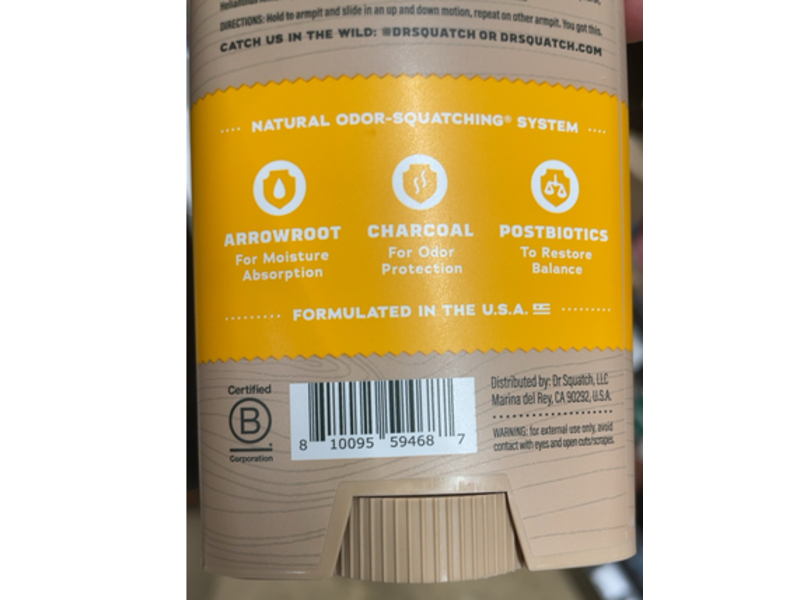 DIRECTIONS: Hold to armpit and slide in an up and down motion, repeat on other armpit. You got this.
CATCH US IN THE WILD: @DRSQUATCH OR DRSQUATCH.COM
NATURAL ODOR-SQUATCHING® SYSTEM
ARROWROOT
For Moisture
Absorption
CHARCOAL
For Odor
Protection
POSTBIOTICS
To Restore
Balance
FORMULATED IN THE U.S.A.
Certified
B
Corporation
8 10095 59468 7
Distributed by: Dr Squatch, LLC
Marina del Rey, CA 90292, U.S.A.
WARNING: for external use only, avoid
contact with eyes and open cuts/scrapes.